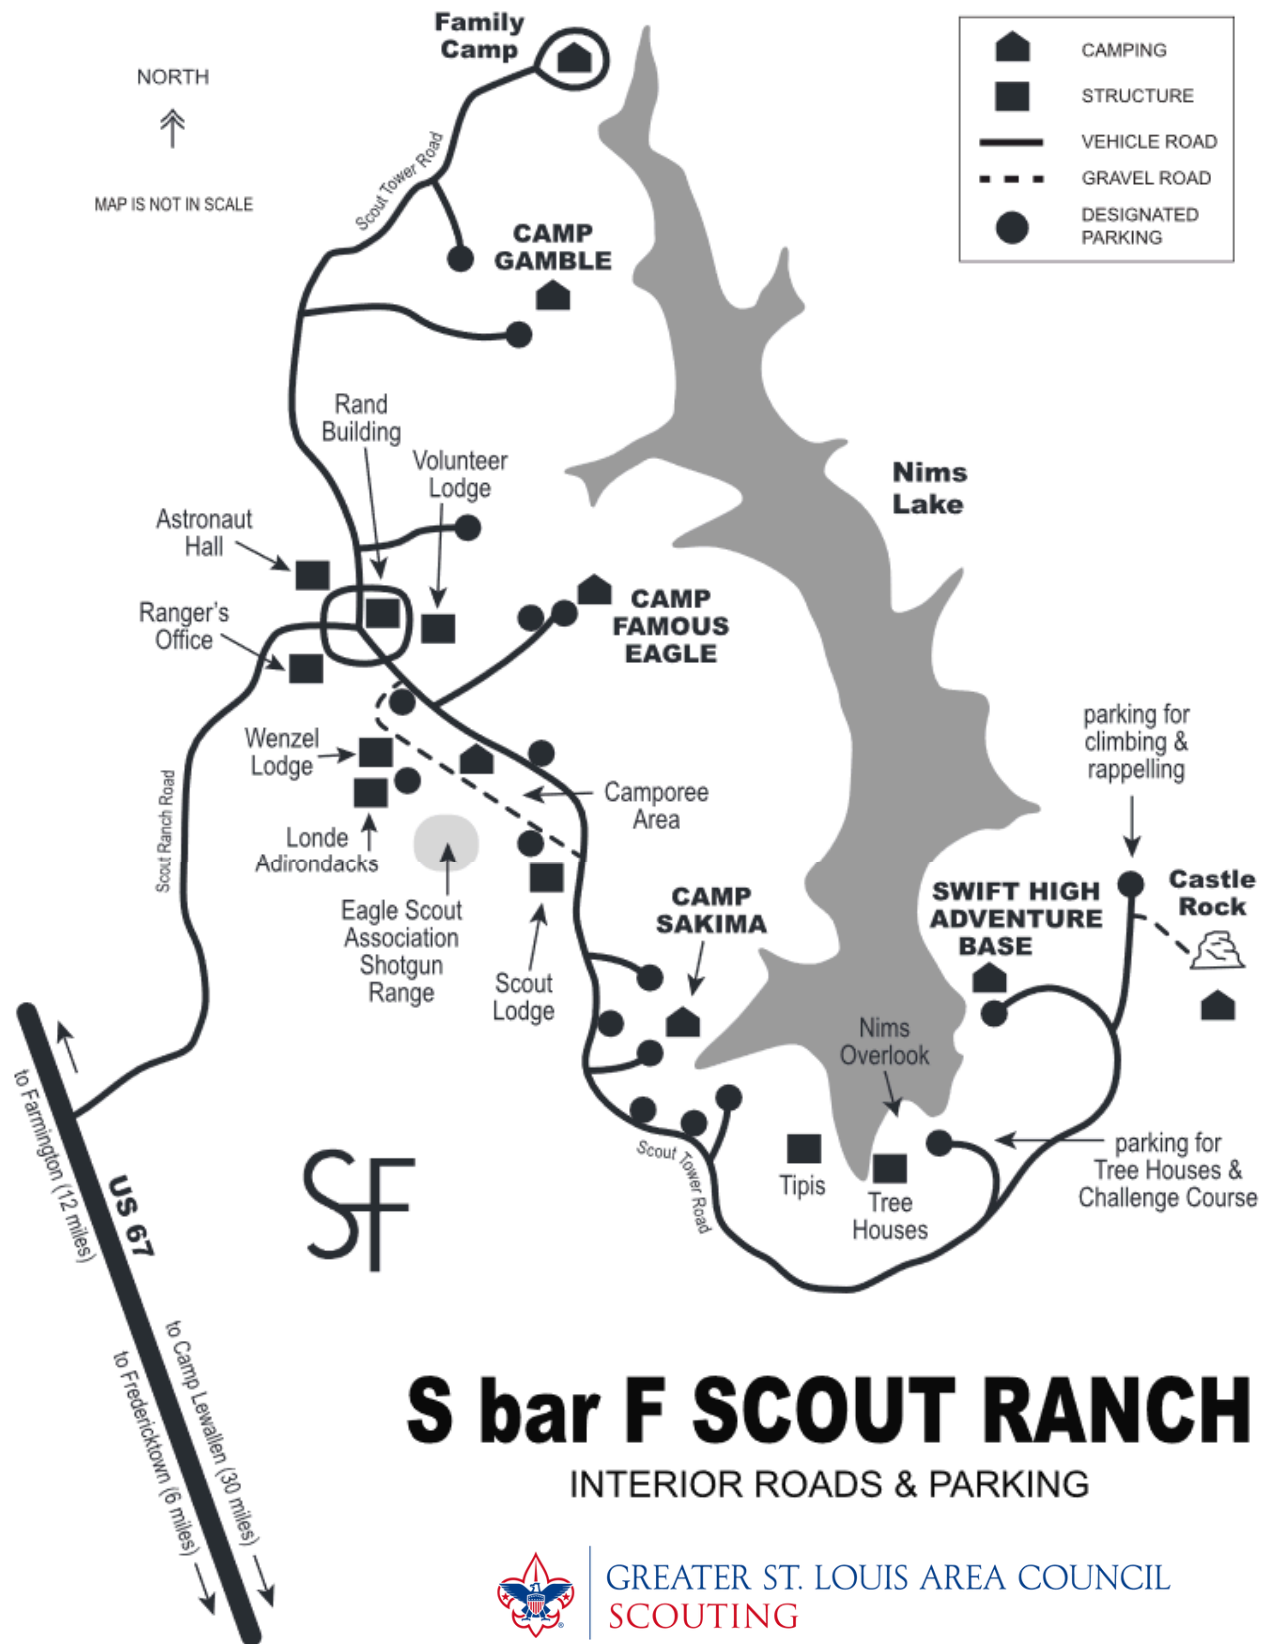 Family
Camp
NORTH
MAP IS NOT IN SCALE
CAMPING
STRUCTURE
VEHICLE ROAD
GRAVEL ROAD
DESIGNATED
PARKING
Scout Tower Road
CAMP
GAMBLE
Rand
Building
Volunteer
Lodge
Nims
Lake
Astronaut
Hall
Ranger's
Office
CAMP
FAMOUS
EAGLE
parking for
climbing &
rappelling
Wenzel
Lodge
Camporee
Area
Scout Ranch Road
Londe
Adirondacks
Eagle Scout
Association
Shotgun
Range
CAMP
SAKIMA
SWIFT HIGH
ADVENTURE
BASE
Castle
Rock
Scout
Lodge
Nims
Overlook
to Farmington (12 miles)
US 67
SF
Scout Tower Road
Tipis
Tree
Houses
parking for
Tree Houses &
Challenge Course
to Camp Lewallen (30 miles)
to Fredericktown (6 miles)
S bar F SCOUT RANCH
INTERIOR ROADS & PARKING
GREATER ST. LOUIS AREA COUNCIL
SCOUTING